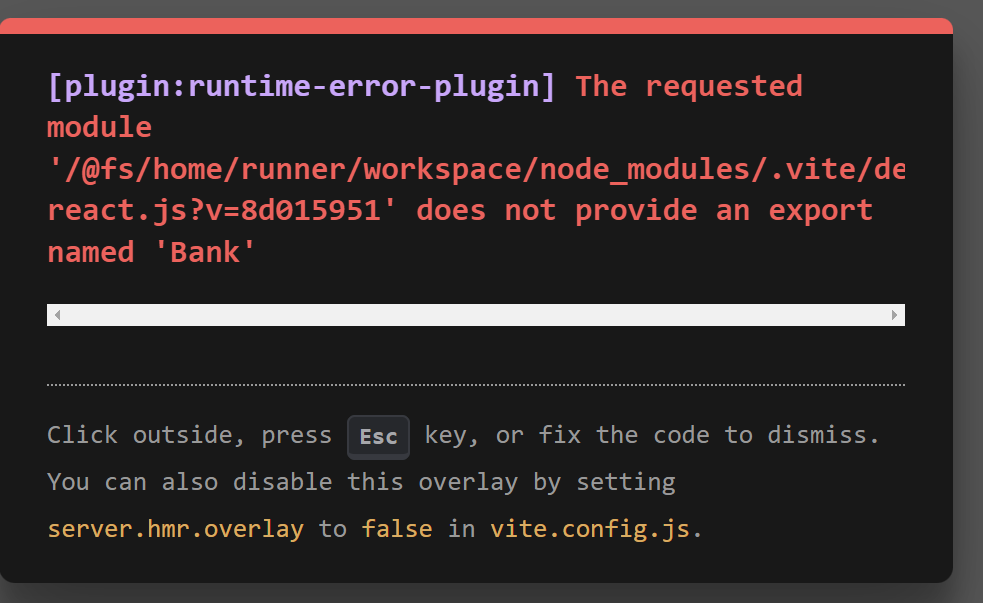 [plugin:runtime-error-plugin] The requested
module
'/@fs/home/runner/workspace/node_modules/.vite/de
react.js?v=8d015951' does not provide an export
named 'Bank'
Click outside, press Esc key, or fix the code to dismiss.
You can also disable this overlay by setting
server.hmr.overlay to false in vite.config.js.